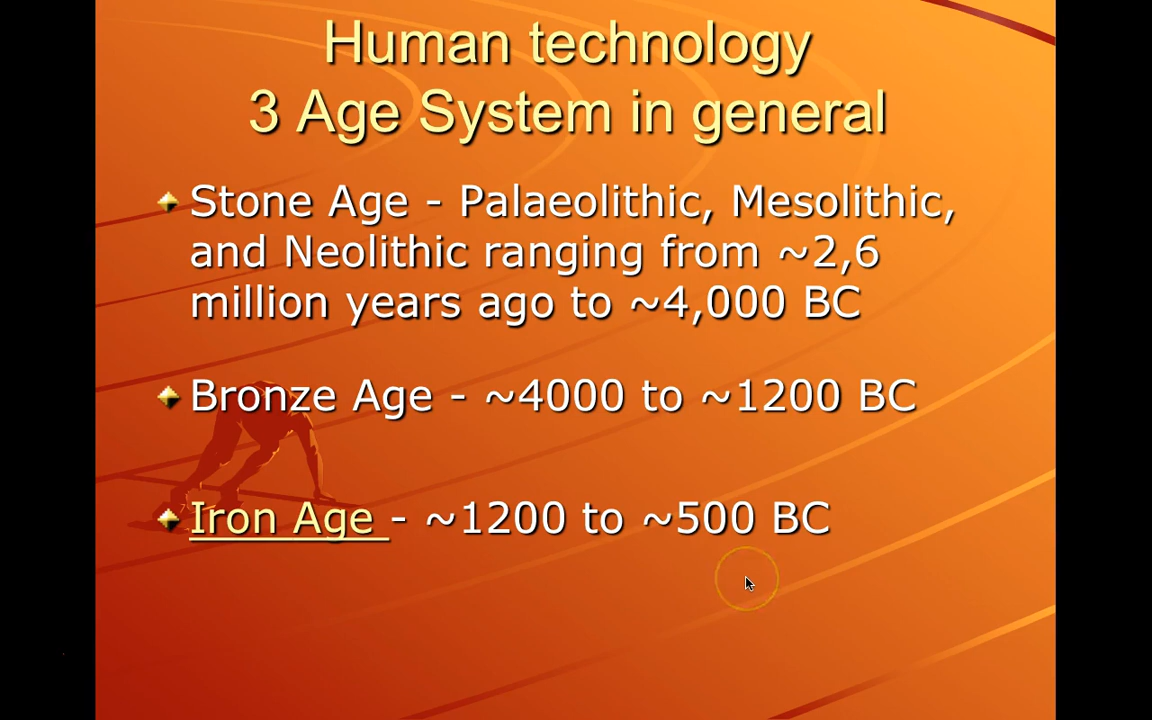 Human technology
3 Age System in general
Stone Age - Palaeolithic, Mesolithic,
and Neolithic ranging from ~2,6
million years ago to ~4,000 BC
Bronze Age - ~4000 to ~1200 BC
Iron Age - ~1200 to ~500 BC